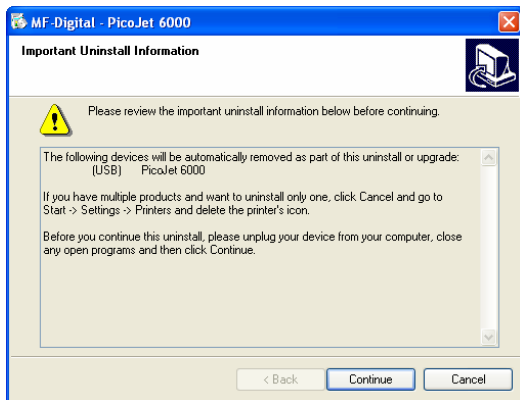 MF-Digital - PicoJet 6000
Important Uninstall Information
Please review the important uninstall information below before continuing.
The following devices will be automatically removed as part of this uninstall or upgrade:
(USB) PicoJet 6000
If you have multiple products and want to uninstall only one, click Cancel and go to
Start -> Settings -> Printers and delete the printer's icon.
Before you continue this uninstall, please unplug your device from your computer, close
any open programs and then click Continue.
< Back Continue Cancel